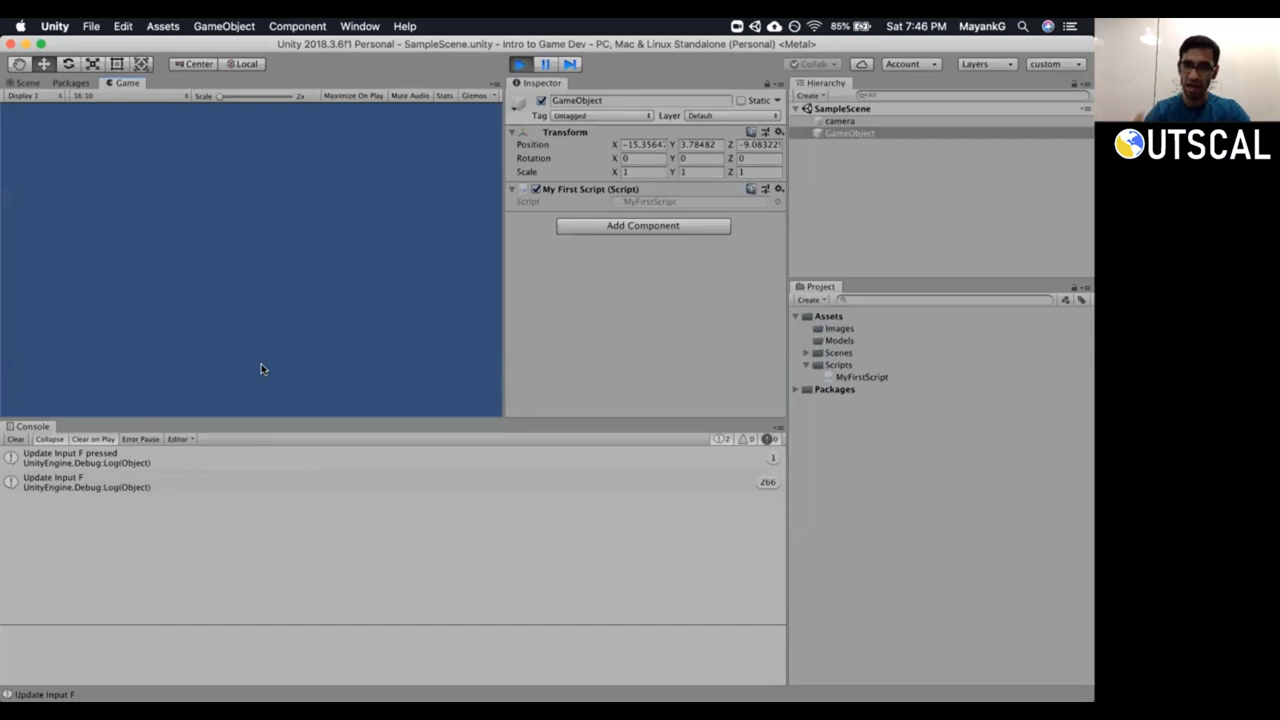 Unity File Edit Assets GameObject Component Window Help 85% Sat 7:46 PM MayankG
Unity 2018.3.6f1 Personal - SampleScene.unity - Intro to Game Dev - PC, Mac & Linux Standalone (Personal) <Metal>
Center Local Collab Account Layers custom
Scene Packages Game
Display 1 16:10 Scale 2x Maximize On Play Mute Audio Stats Gizmos
Inspector
GameObject Static
Tag Untagged Layer Default
Transform
Position X -15.3564 Y 3.78482 Z -9.08322
Rotation X 0 Y 0 Z 0
Scale X 1 Y 1 Z 1
My First Script (Script)
Script MyFirstScript
Add Component
Hierarchy
Create All
SampleScene
camera
GameObject
Project
Create
Assets
Images
Models
Scenes
Scripts
MyFirstScript
Packages
Console
Clear Collapse Clear on Play Error Pause Editor 2 0 0
Update Input F pressed
UnityEngine.Debug:Log(Object)
1
Update Input F
UnityEngine.Debug:Log(Object)
266
Update Input F
OUTSCAL